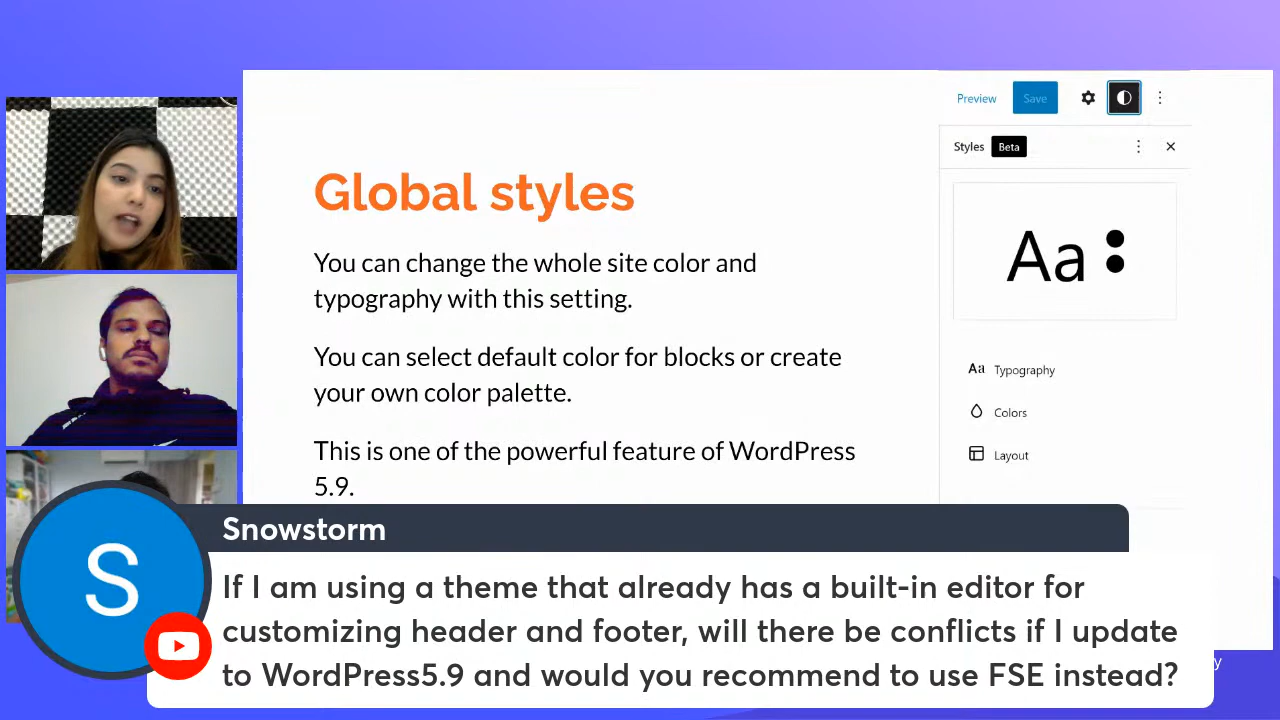 Preview
Save
Styles Beta
Global styles
You can change the whole site color and
typography with this setting.
You can select default color for blocks or create
your own color palette.
This is one of the powerful feature of WordPress
5.9.
Aa
Aa Typography
Colors
Layout
S
Snowstorm
If I am using a theme that already has a built-in editor for
customizing header and footer, will there be conflicts if I update
to WordPress5.9 and would you recommend to use FSE instead?